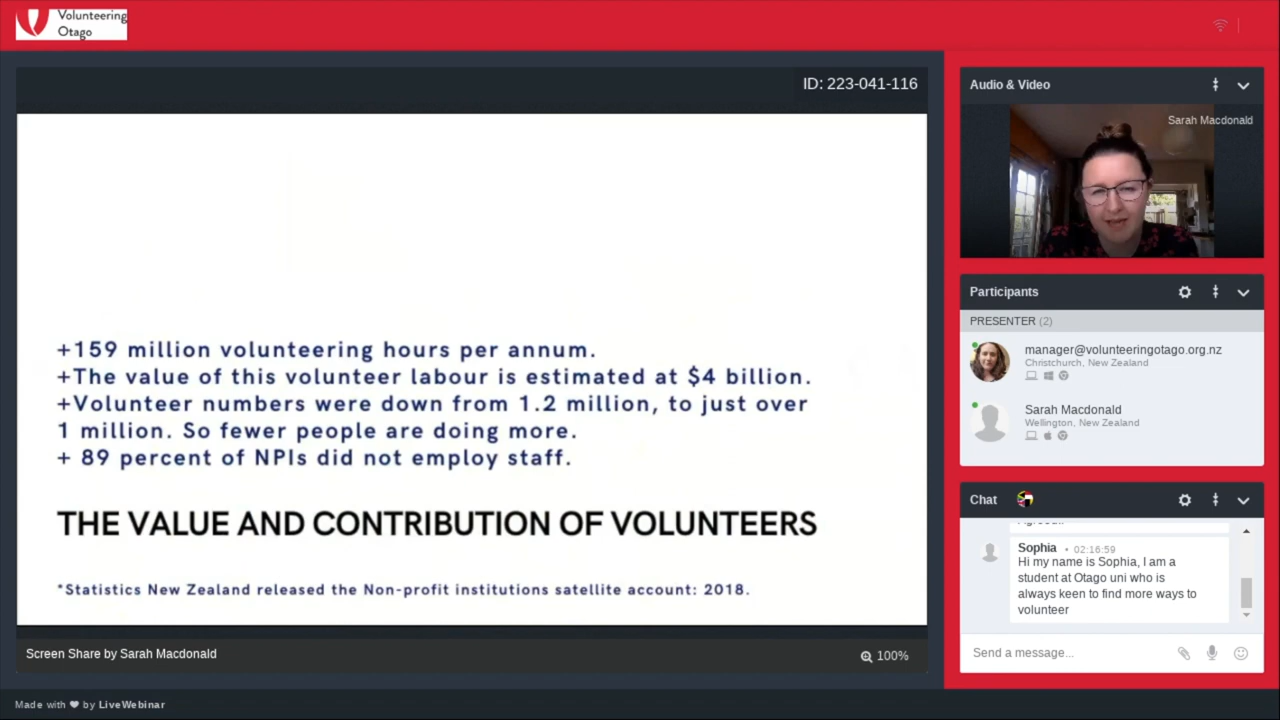 Volunteering
Otago
ID: 223-041-116
+159 million volunteering hours per annum.
+The value of this volunteer labour is estimated at $4 billion.
+Volunteer numbers were down from 1.2 million, to just over
1 million. So fewer people are doing more.
+ 89 percent of NPIs did not employ staff.
THE VALUE AND CONTRIBUTION OF VOLUNTEERS
*Statistics New Zealand released the Non-profit institutions satellite account: 2018.
Screen Share by Sarah Macdonald
100%
Audio & Video
Sarah Macdonald
Participants
PRESENTER (2)
manager@volunteeringotago.org.nz
Christchurch, New Zealand
Sarah Macdonald
Wellington, New Zealand
Chat
Sophia • 02:16:59
Hi my name is Sophia, I am a
student at Otago uni who is
always keen to find more ways to
volunteer
Send a message...
Made with ❤ by LiveWebinar